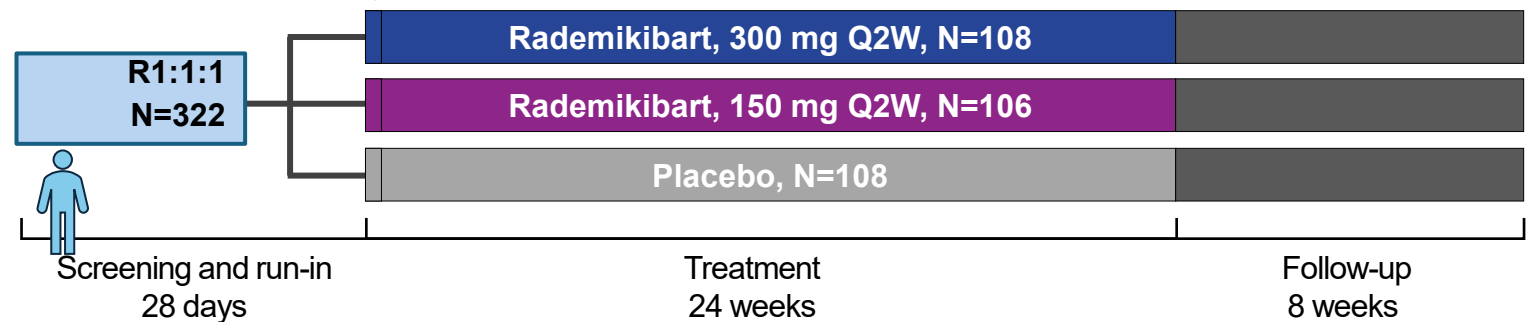 R1:1:1
N=322
Rademikibart, 300 mg Q2W, N=108
Rademikibart, 150 mg Q2W, N=106
Placebo, N=108
Screening and run-in
28 days
Treatment
24 weeks
Follow-up
8 weeks